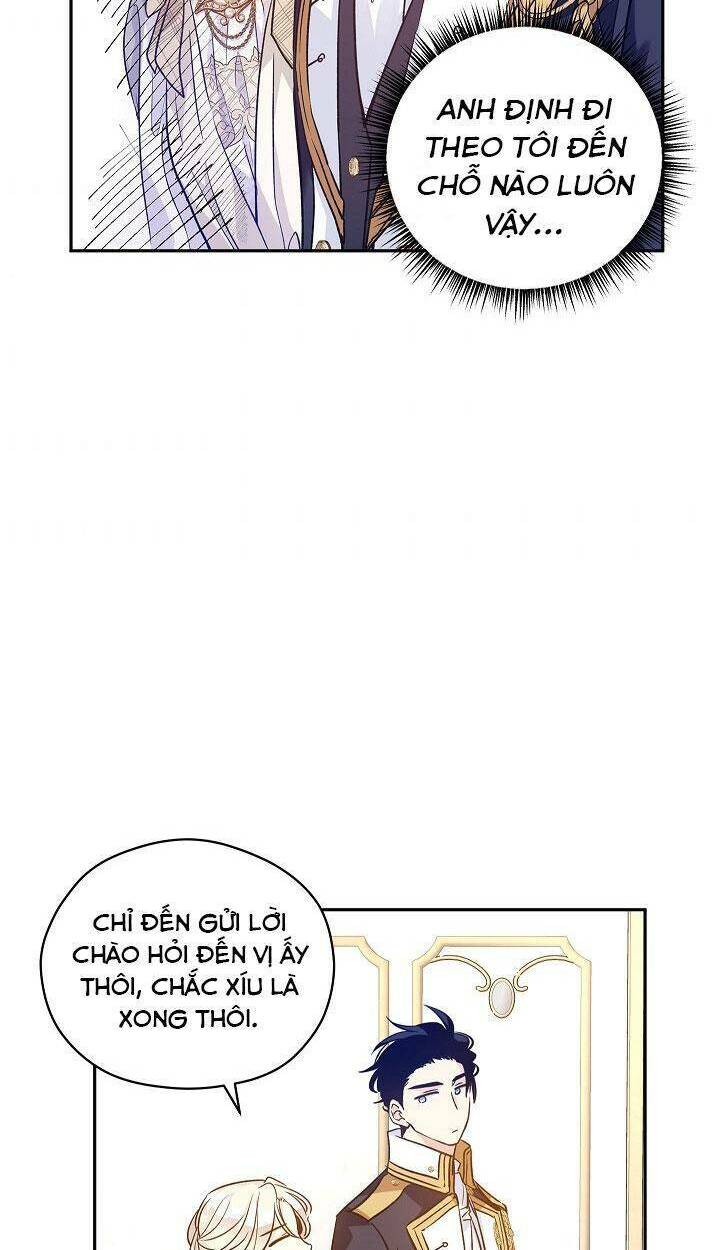 ANH ĐỊNH ĐI
THEO TÔI ĐẾN
CHỖ NÀO LUÔN
VẬY...
CHỈ ĐẾN GỬI LỜI
CHÀO HỎI ĐẾN VỊ ẤY
THÔI, CHẮC XÍU LÀ
XONG THÔI.